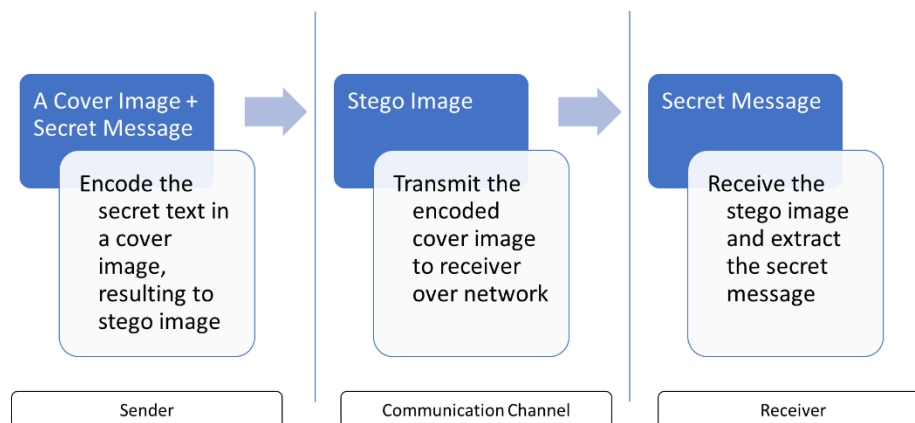 A Cover Image +
Secret Message
Encode the
secret text in
a cover
image,
resulting to
stego image
Sender
Stego Image
Transmit the
encoded
cover image
to receiver
over network
Communication Channel
Secret Message
Receive the
stego image
and extract
the secret
message
Receiver